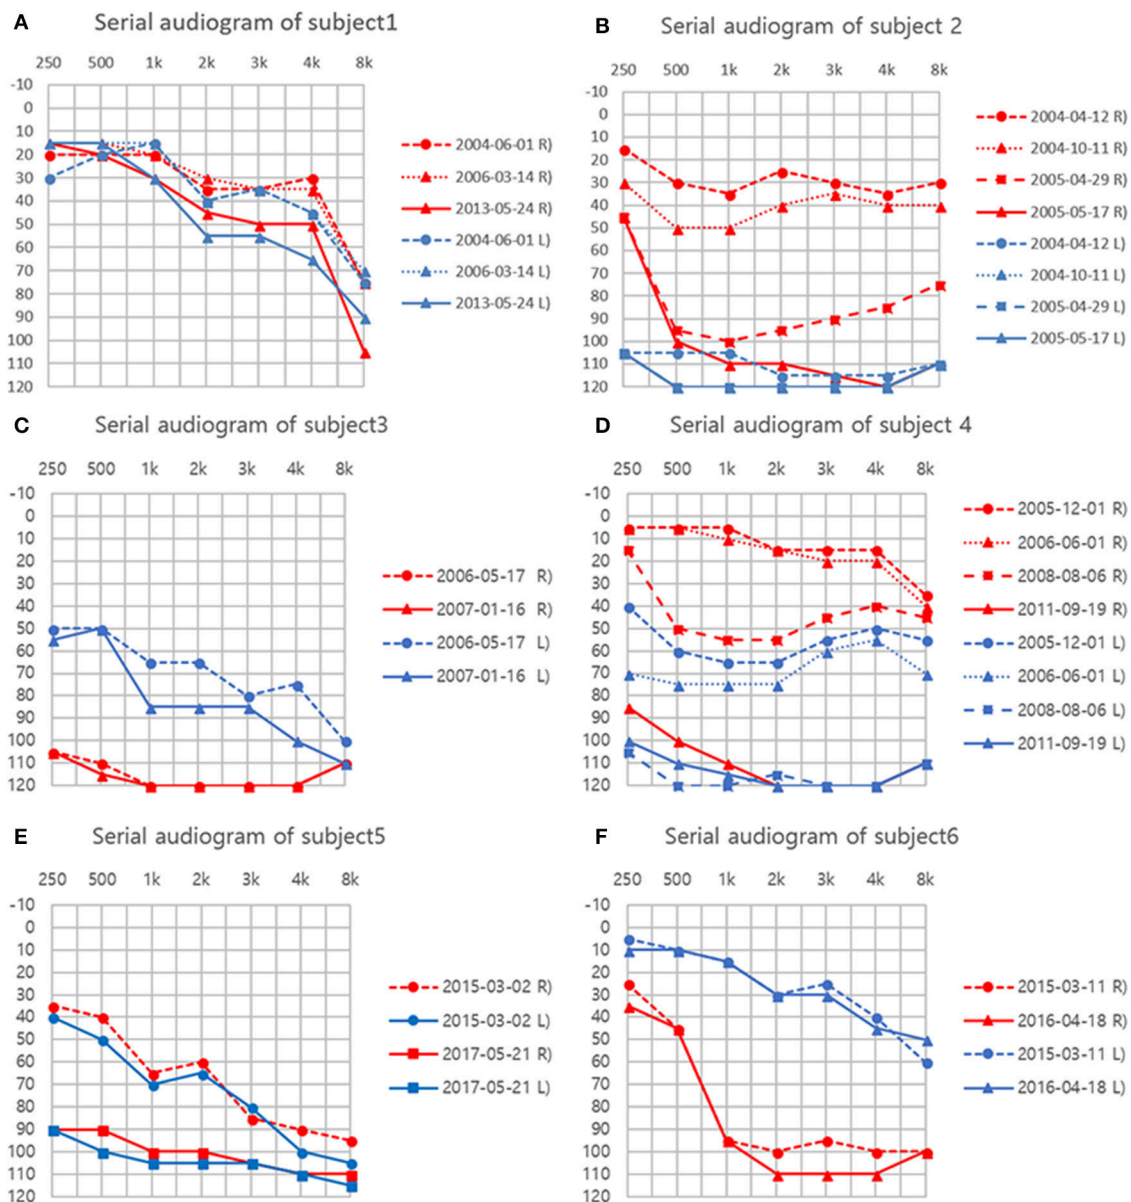 A
Serial audiogram of subject1
250 500 1k 2k 3k 4k 8k
-10
0
10
20
30
40
50
60
70
80
90
100
110
120
2004-06-01 R)
2006-03-14 R)
2013-05-24 R)
2004-06-01 L)
2006-03-14 L)
2013-05-24 L)
B
Serial audiogram of subject 2
250 500 1k 2k 3k 4k 8k
-10
0
10
20
30
40
50
60
70
80
90
100
110
120
2004-04-12 R)
2004-10-11 R)
2005-04-29 R)
2005-05-17 R)
2004-04-12 L)
2004-10-11 L)
2005-04-29 L)
2005-05-17 L)
C
Serial audiogram of subject3
250 500 1k 2k 3k 4k 8k
-10
0
10
20
30
40
50
60
70
80
90
100
110
120
2006-05-17 R)
2007-01-16 R)
2006-05-17 L)
2007-01-16 L)
D
Serial audiogram of subject 4
250 500 1k 2k 3k 4k 8k
-10
0
10
20
30
40
50
60
70
80
90
100
110
120
2005-12-01 R)
2006-06-01 R)
2008-08-06 R)
2011-09-19 R)
2005-12-01 L)
2006-06-01 L)
2008-08-06 L)
2011-09-19 L)
E
Serial audiogram of subject5
250 500 1k 2k 3k 4k 8k
-10
0
10
20
30
40
50
60
70
80
90
100
110
120
2015-03-02 R)
2015-03-02 L)
2017-05-21 R)
2017-05-21 L)
F
Serial audiogram of subject6
250 500 1k 2k 3k 4k 8k
-10
0
10
20
30
40
50
60
70
80
90
100
110
120
2015-03-11 R)
2016-04-18 R)
2015-03-11 L)
2016-04-18 L)